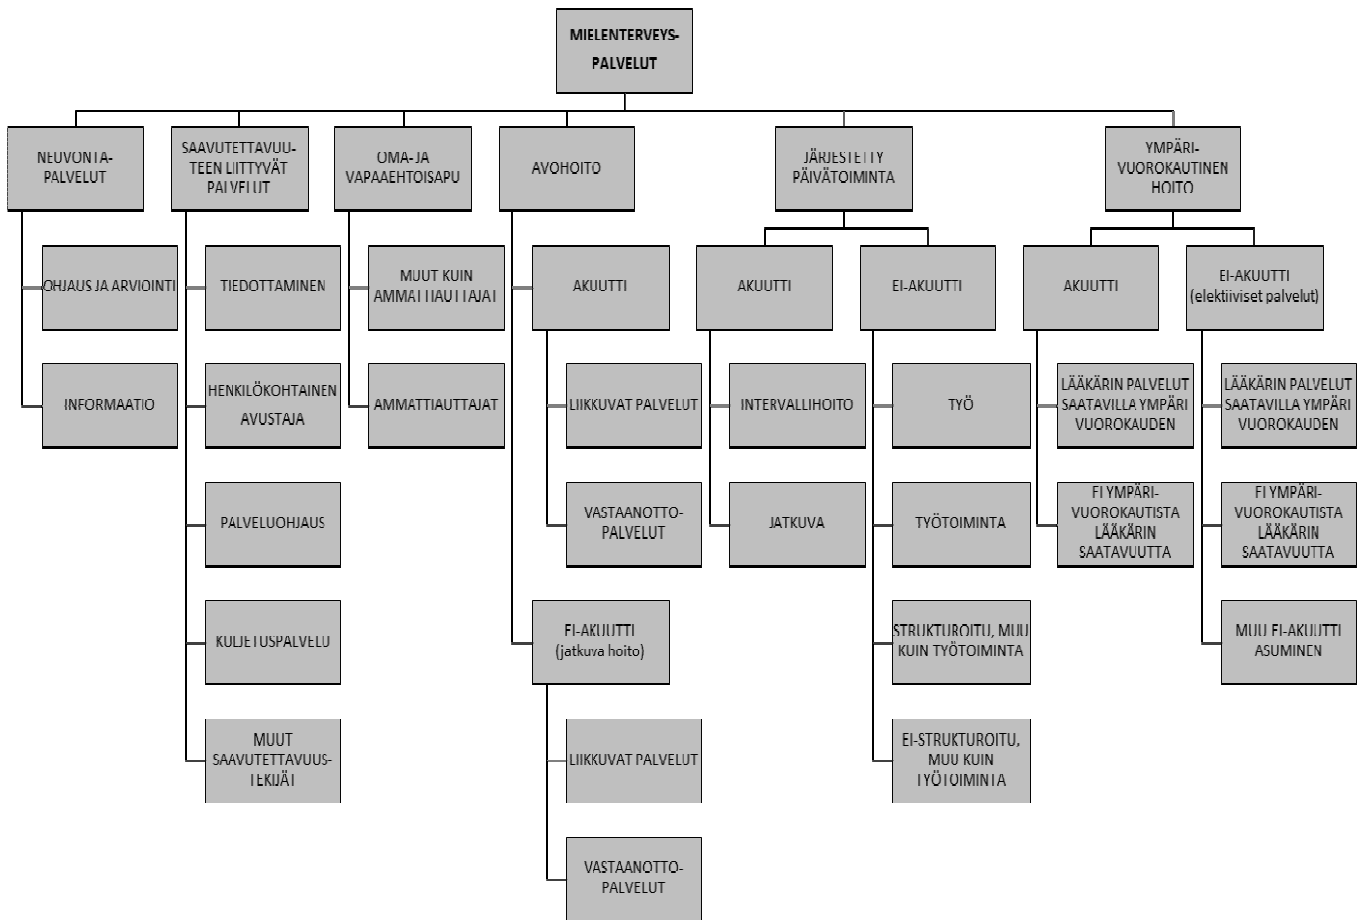 MIELENTERVEYS-
PALVELUT
NEUVONTA-
PALVELUT
SAAVUTETTAVUU-
TEEN LIITTYVÄT
PALVELUT
OMA- JA
VAPAAEHTOISAPU
AVOHOITO
JÄRJESTETTY
PÄIVÄTOIMINTA
YMPÄRI-
VUOROKAUTINEN
HOITO
OHJAUS JA ARVIOINTI
TIEDOTTAMINEN
MUUT KUIN
AMMATTIAUTTAJAT
AKUUTTI
AKUUTTI
EI-AKUUTTI
AKUUTTI
EI-AKUUTTI
(elektiiviset palvelut)
INFORMAATIO
HENKILÖKOHTAINEN
AVUSTAJA
AMMATTIAUTTAJAT
LIIKKUVAT PALVELUT
INTERVALLIHOITO
TYÖ
LÄÄKÄRIN PALVELUT
SAATAVILLA YMPÄRI
VUOROKAUDEN
LÄÄKÄRIN PALVELUT
SAATAVILLA YMPÄRI
VUOROKAUDEN
PALVELUOHJAUS
VASTAANOTTO-
PALVELUT
JATKUVA
TYÖTOIMINTA
EI YMPÄRI-
VUOROKAUTISTA
LÄÄKÄRIN
SAATAVUUTTA
EI YMPÄRI-
VUOROKAUTISTA
LÄÄKÄRIN
SAATAVUUTTA
KULJETUSPALVELU
EI-AKUUTTI
(jatkuva hoito)
STRUKTUROITU, MUU
KUIN TYÖTOIMINTA
MUU EI-AKUUTTI
ASUMINEN
MUUT
SAAVUTETTAVUUS-
TEKIJÄT
LIIKKUVAT PALVELUT
EI-STRUKTUROITU,
MUU KUIN
TYÖTOIMINTA
VASTAANOTTO-
PALVELUT